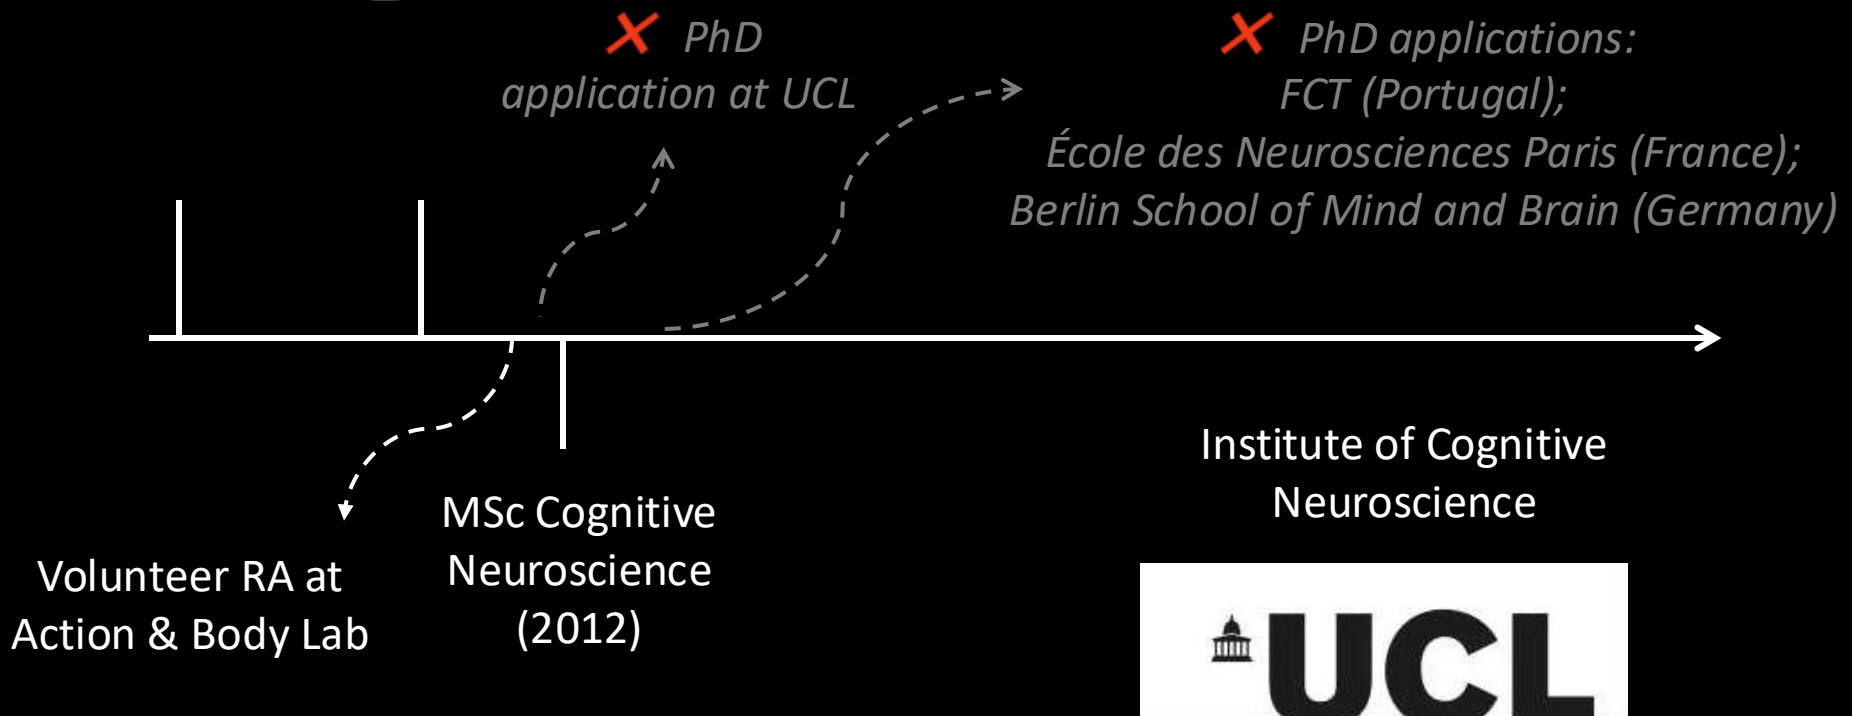 PhD
application at UCL
PhD applications:
FCT (Portugal);
École des Neurosciences Paris (France);
Berlin School of Mind and Brain (Germany)
Volunteer RA at
Action & Body Lab
MSc Cognitive
Neuroscience
(2012)
Institute of Cognitive
Neuroscience
UCL